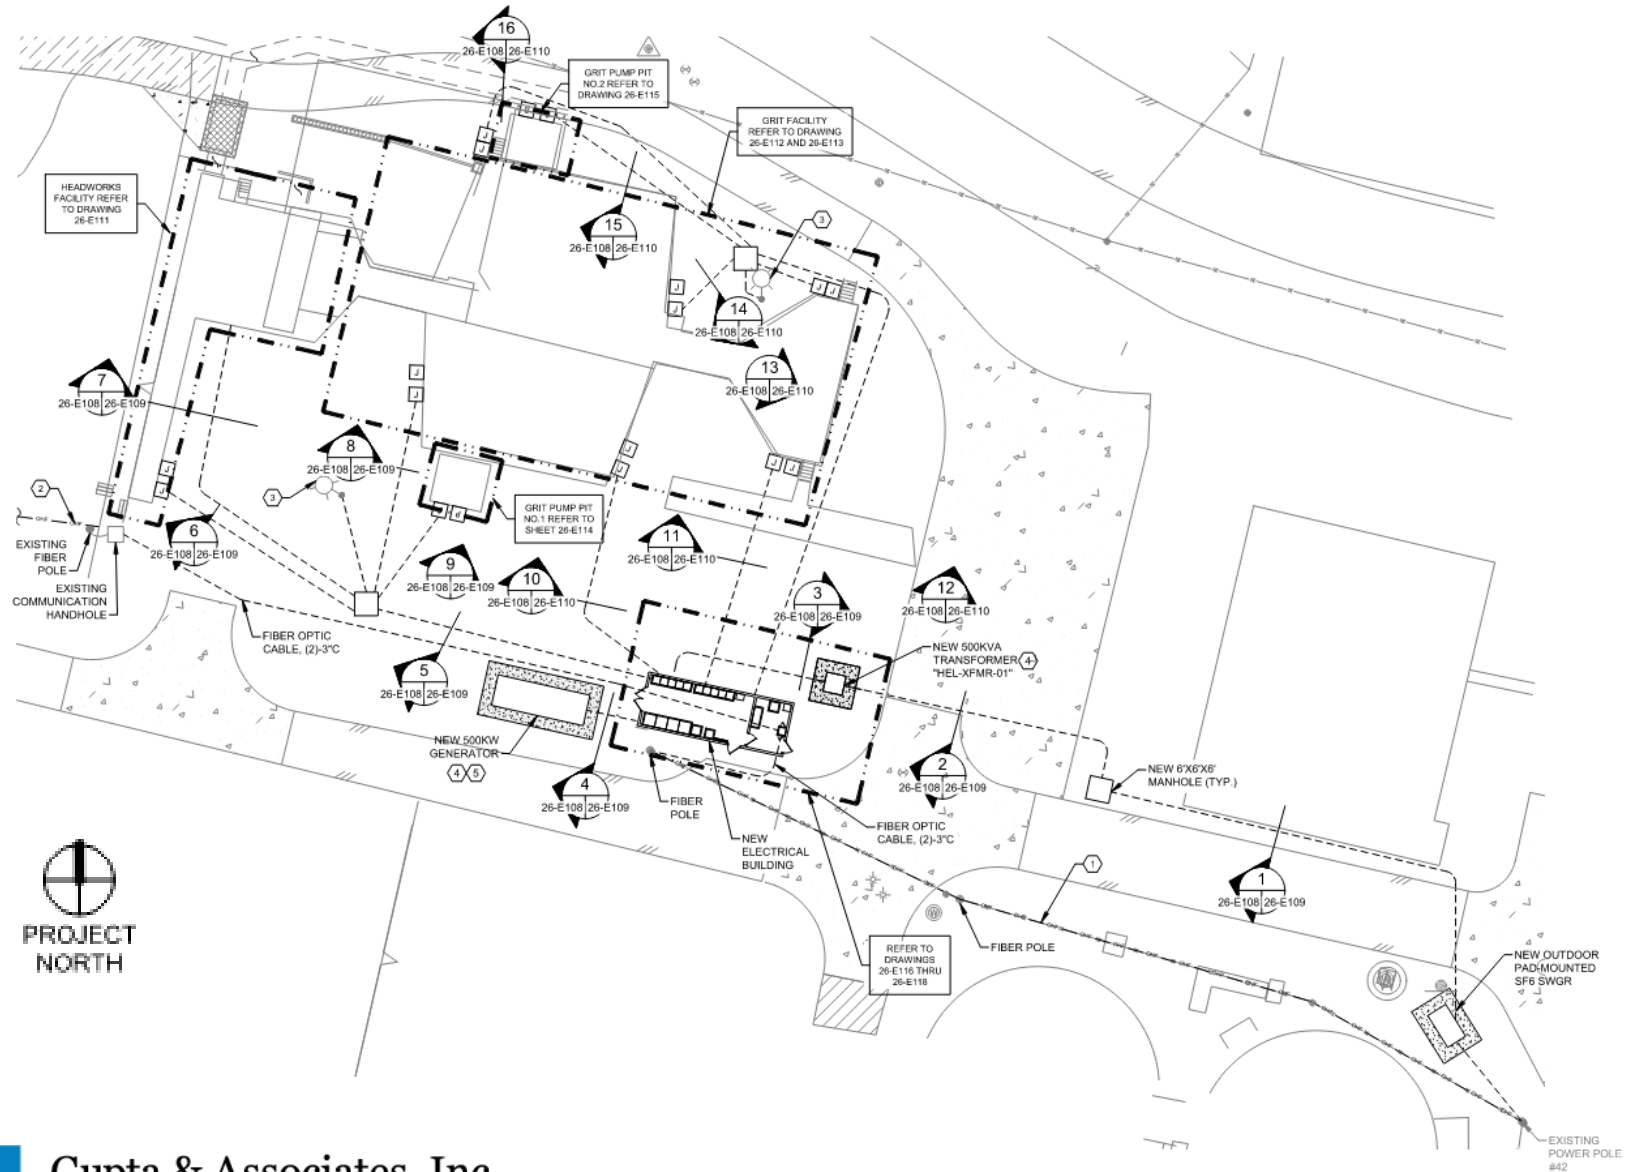 16
26-E108 26-E110
GRIT PUMP PIT
NO.2 REFER TO
DRAWING 26-E115
GRIT FACILITY
REFER TO DRAWING
26-E112 AND 26-E113
HEADWORKS
FACILITY REFER
TO DRAWING
26-E111
J
J
15
26-E108 26-E110
3
J
J
J J
14
26-E108 26-E110
13
26-E108 26-E110
7
26-E108 26-E109
J
J
8
26-E108 26-E109
3
J
J
J J
J
J
2
GRIT PUMP PIT
NO.1 REFER TO
SHEET 26-E114
J J
EXISTING
FIBER
POLE
6
26-E108 26-E109
11
26-E108 26-E110
EXISTING
COMMUNICATION
HANDHOLE
9
26-E108 26-E109
10
26-E108 26-E110
3
26-E108 26-E109
12
26-E108 26-E110
FIBER OPTIC
CABLE, (2)-3"C
NEW 500KVA
TRANSFORMER
"HEL-XFMR-01"
4
5
26-E108 26-E109
NEW 500KW
GENERATOR
4 5
4
26-E108 26-E109
2
26-E108 26-E109
NEW 6'X6'X6'
MANHOLE (TYP.)
FIBER
POLE
NEW
ELECTRICAL
BUILDING
FIBER OPTIC
CABLE, (2)-3"C
1
1
26-E108 26-E109
PROJECT
NORTH
REFER TO
DRAWINGS
26-E116 THRU
26-E118
FIBER POLE
NEW OUTDOOR
PAD-MOUNTED
SF6 SWGR
EXISTING
POWER POLE
#42
Gupta & Associates, Inc